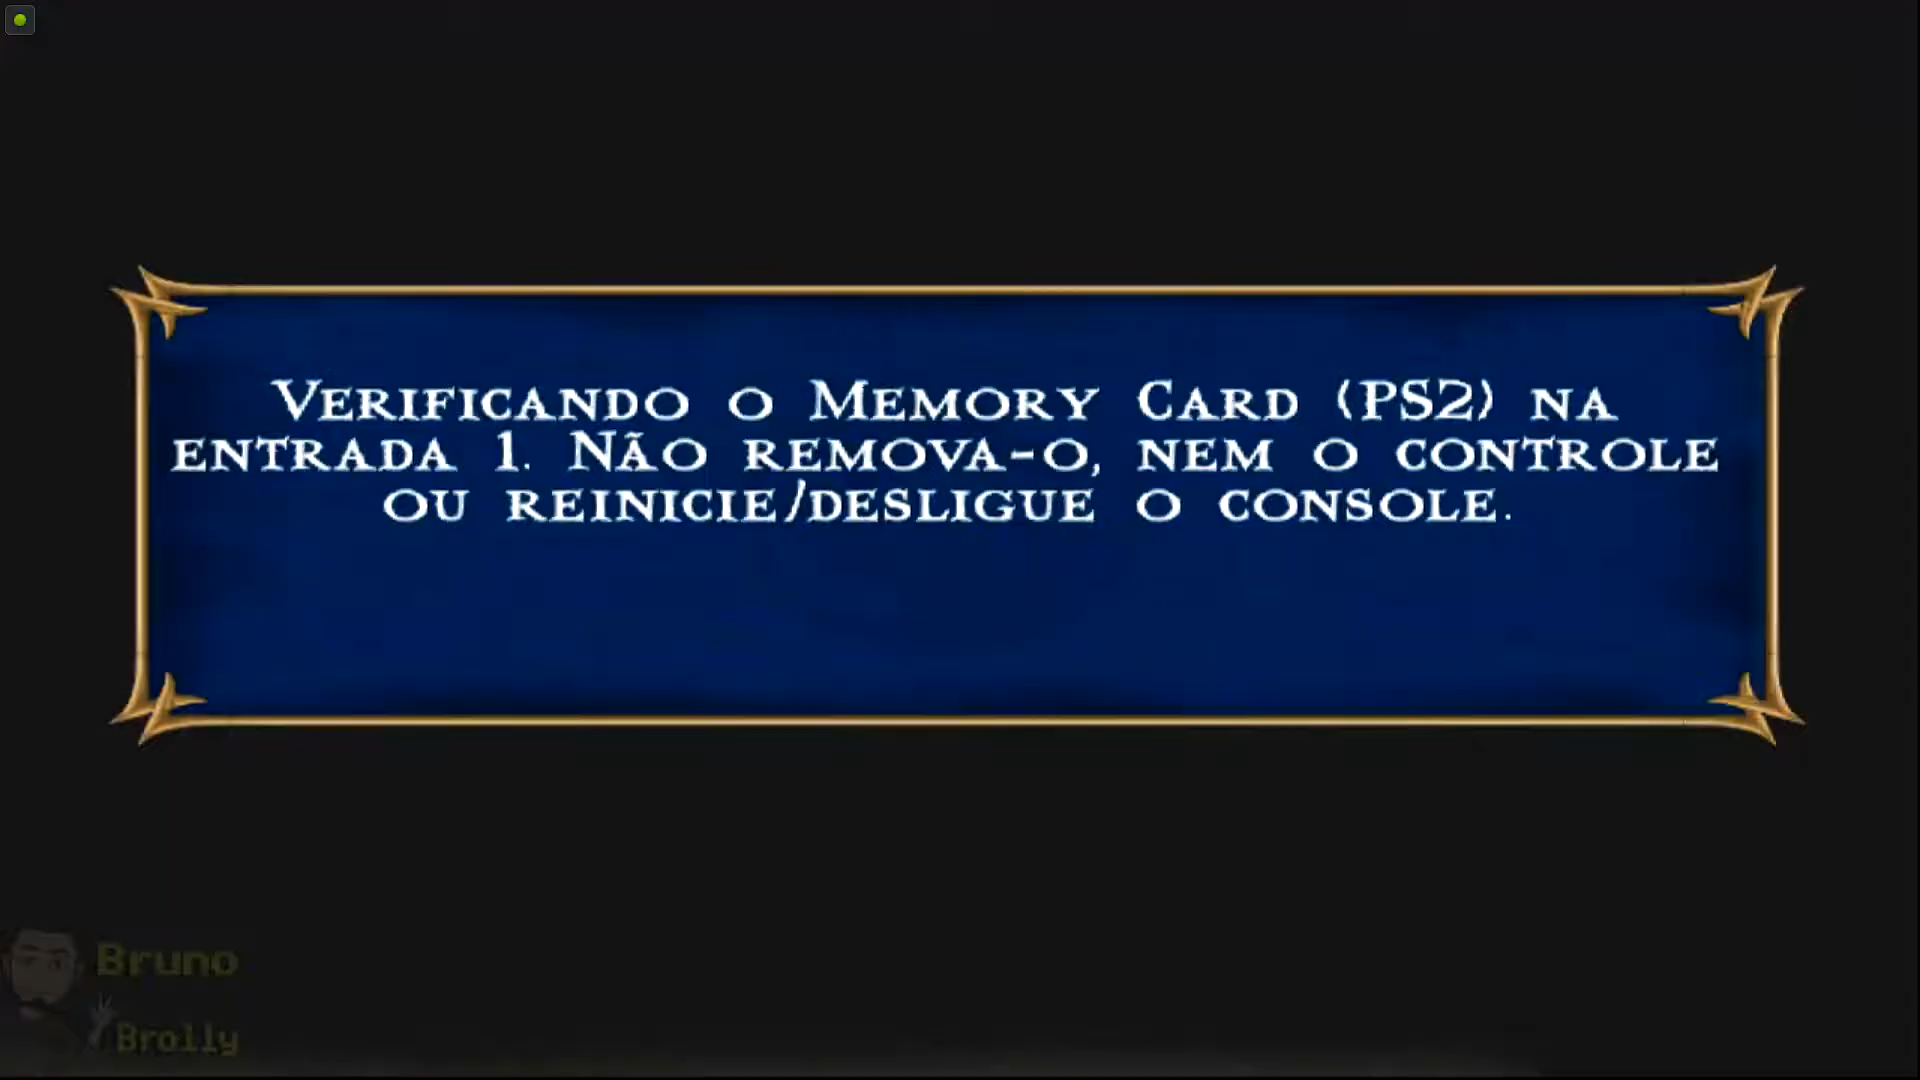 Verificando o Memory Card (PS2) na
entrada 1. Não remova-o, nem o controle
ou reinicie/desligue o console.
Bruno
Brolly